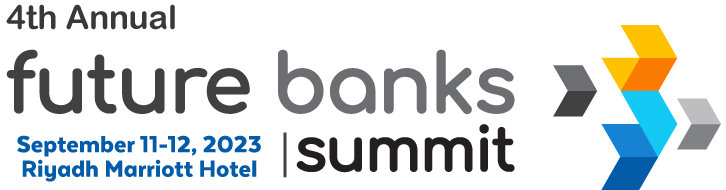 4th Annual
future banks
September 11-12, 2023
Riyadh Marriott Hotel
summit